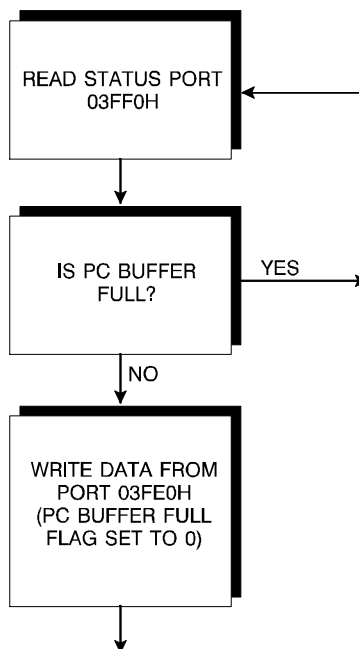 READ STATUS PORT
03FF0H
IS PC BUFFER
FULL?
YES
NO
WRITE DATA FROM
PORT 03FE0H
(PC BUFFER FULL
FLAG SET TO 0)